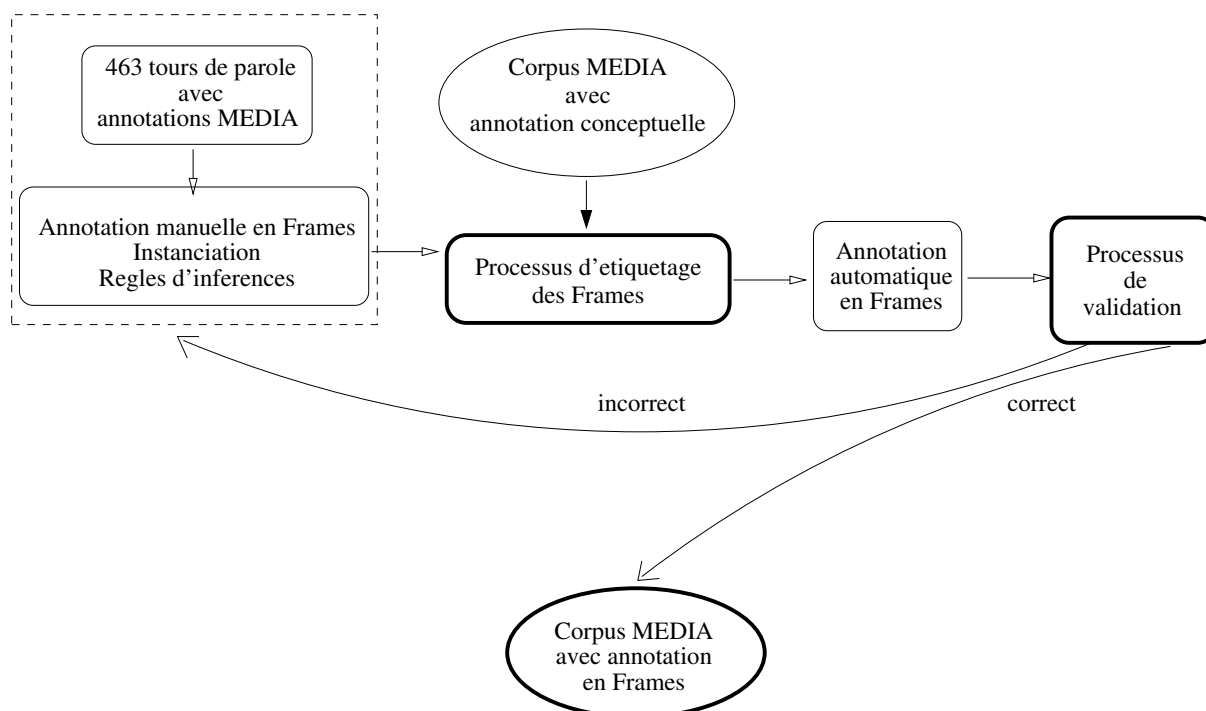 463 tours de parole
avec
annotations MEDIA
Corpus MEDIA
avec
annotation conceptuelle
Annotation manuelle en Frames
Instanciation
Regles d'inferences
Processus d'etiquetage
des Frames
Annotation
automatique
en Frames
Processus
de
validation
incorrect
correct
Corpus MEDIA
avec annotation
en Frames